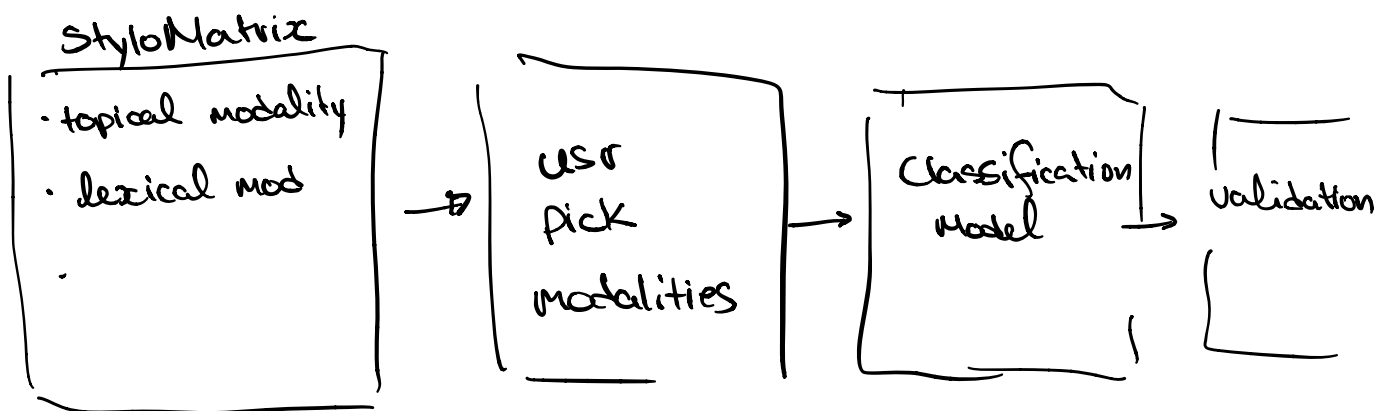 StyloMatrix
· topical modality
· lexical mod
·
usr
pick
modalities
Classification
Model
validation